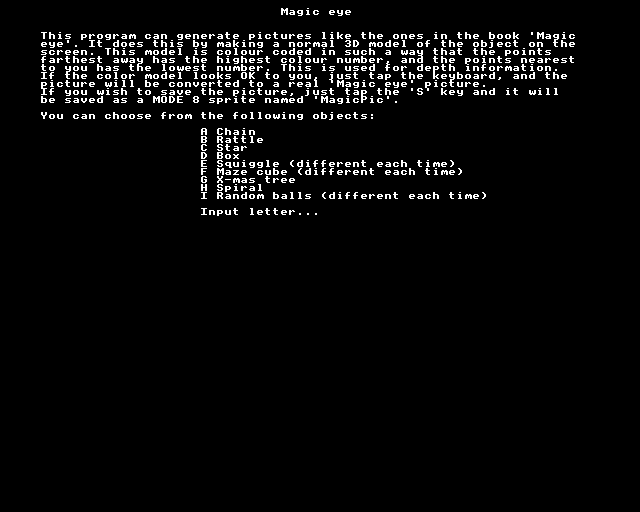 Magic eye
This program can generate pictures like the ones in the book 'Magic
eye'. It does this by making a normal 3D model of the object on the
screen. This model is colour coded in such a way that the points
farthest away has the highest colour number, and the points nearest
to you has the lowest number. This is used for depth information.
If the color model looks OK to you, just tap the keyboard, and the
picture will be converted to a real 'Magic eye' picture.
If you wish to save the picture, just tap the 'S' key and it will
be saved as a MODE 8 sprite named 'MagicPic'.
You can choose from the following objects:
A Chain
B Rattle
C Star
D Box
E Squiggle (different each time)
F Maze cube (different each time)
G X-mas tree
H Spiral
I Random balls (different each time)
Input letter...